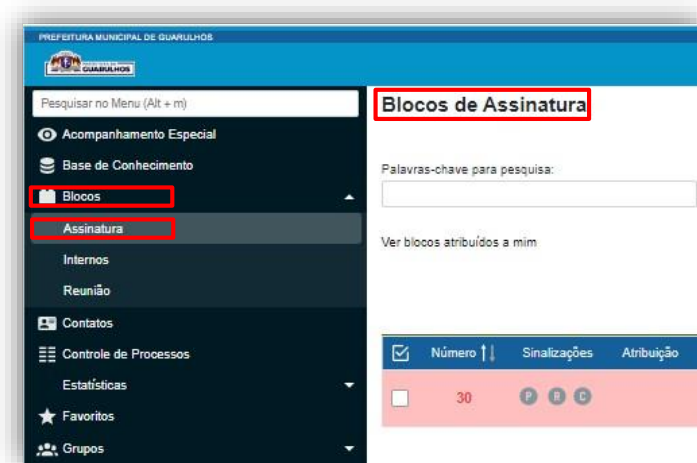 PREFEITURA MUNICIPAL DE GUARULHOS
GUARULHOS
Pesquisar no Menu (Alt + m)
Acompanhamento Especial
Base de Conhecimento
Blocos
Assinatura
Internos
Reunião
Contatos
Controle de Processos
Estatísticas
Favoritos
Grupos
Blocos de Assinatura
Palavras-chave para pesquisa:
Ver blocos atribuídos a mim
Número Sinalizações Atribuição
30 P R C